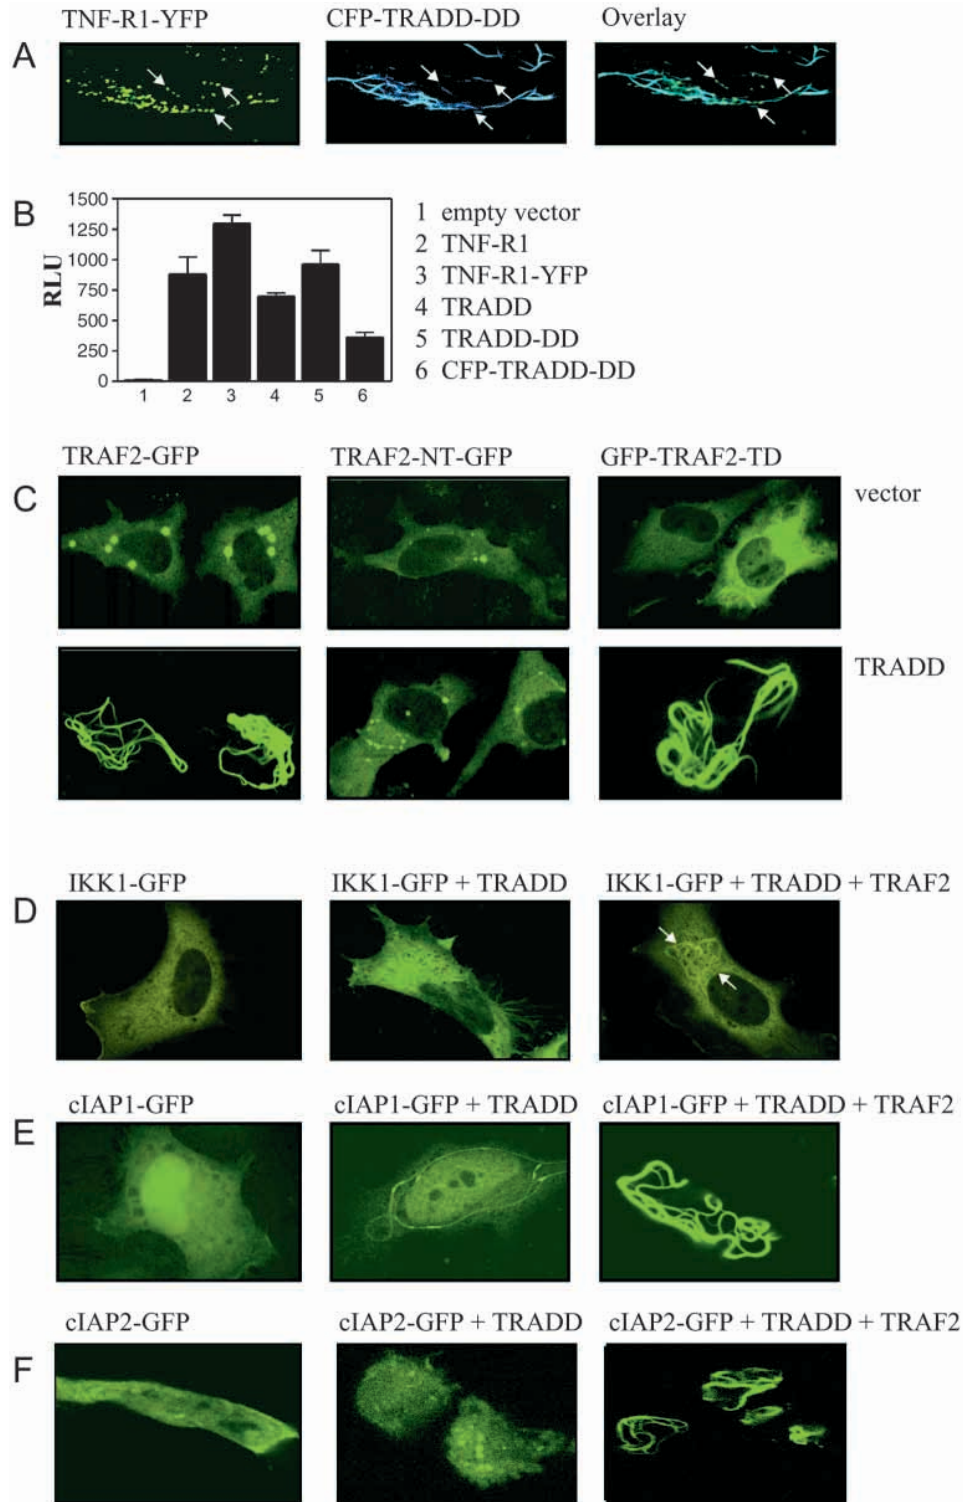 TNF-R1-YFP CFP-TRADD-DD Overlay
A
B
1500
1250
1000
750
500
250
0
RLU
1 2 3 4 5 6
1 empty vector
2 TNF-R1
3 TNF-R1-YFP
4 TRADD
5 TRADD-DD
6 CFP-TRADD-DD
TRAF2-GFP TRAF2-NT-GFP GFP-TRAF2-TD
C
vector
TRADD
IKK1-GFP IKK1-GFP + TRADD IKK1-GFP + TRADD + TRAF2
D
cIAP1-GFP cIAP1-GFP + TRADD cIAP1-GFP + TRADD + TRAF2
E
cIAP2-GFP cIAP2-GFP + TRADD cIAP2-GFP + TRADD + TRAF2
F